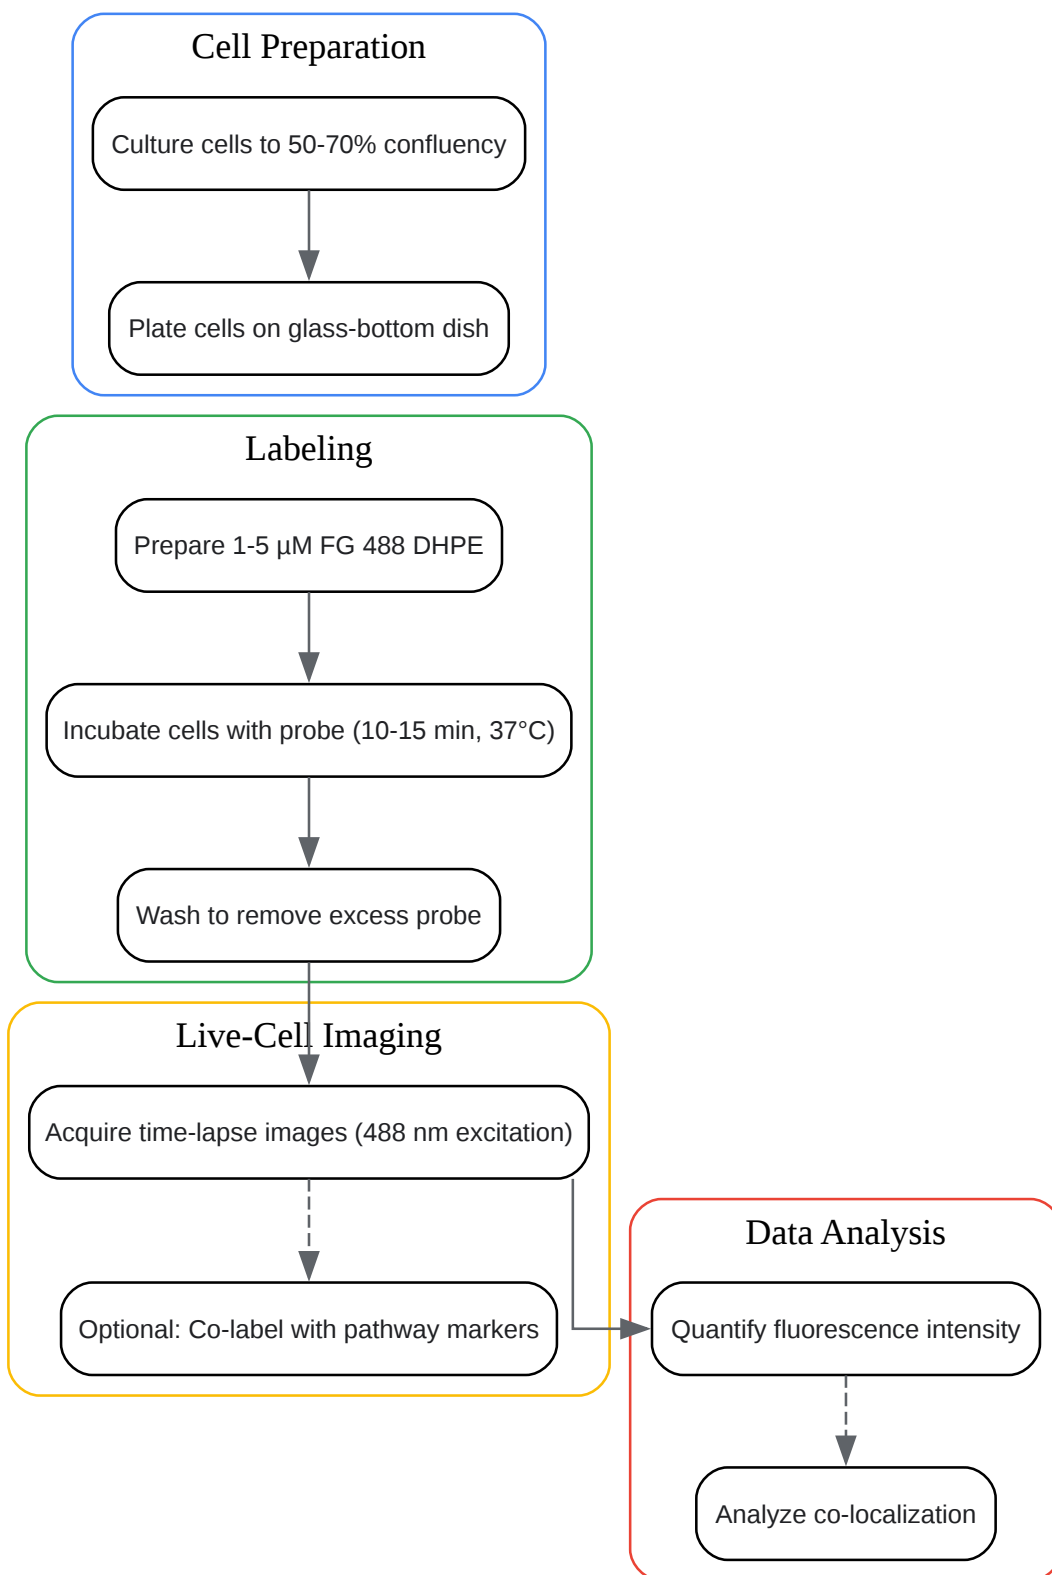 Cell Preparation
Culture cells to 50-70% confluency
Plate cells on glass-bottom dish
Labeling
Prepare 1-5 µM FG 488 DHPE
Incubate cells with probe (10-15 min, 37°C)
Wash to remove excess probe
Live-Cell Imaging
Acquire time-lapse images (488 nm excitation)
Optional: Co-label with pathway markers
Data Analysis
Quantify fluorescence intensity
Analyze co-localization